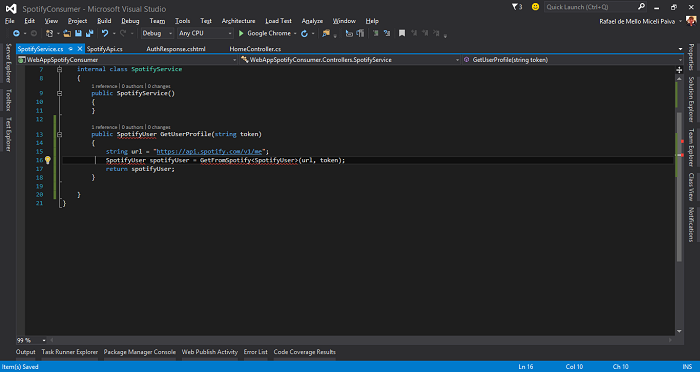 SpotifyConsumer - Microsoft Visual Studio
3
Quick Launch (Ctrl+Q)
File Edit View Project Build Debug Team Tools Test Architecture Load Test Analyze Window Help
Rafael de Mello Miceli Paiva
Debug Any CPU Google Chrome
SpotifyService.cs SpotifyApi.cs AuthResponse.cshtml HomeController.cs
WebAppSpotifyConsumer WebAppSpotifyConsumer.Controllers.SpotifyService GetUserProfile(string token)
7 internal class SpotifyService
8 {
1 reference | 0 authors | 0 changes
9 public SpotifyService()
10 {
11 }
12
1 reference | 0 authors | 0 changes
13 public SpotifyUser GetUserProfile(string token)
14 {
15 string url = "https://api.spotify.com/v1/me";
16 SpotifyUser spotifyUser = GetFromSpotify<SpotifyUser>(url, token);
17 return spotifyUser;
18 }
19
20 }
21 }
99 %
Server Explorer
Toolbox
Test Explorer
Properties
Solution Explorer
Team Explorer
Class View
Notifications
Output Task Runner Explorer Package Manager Console Web Publish Activity Error List Code Coverage Results
Item(s) Saved Ln 16 Col 10 Ch 10 INS